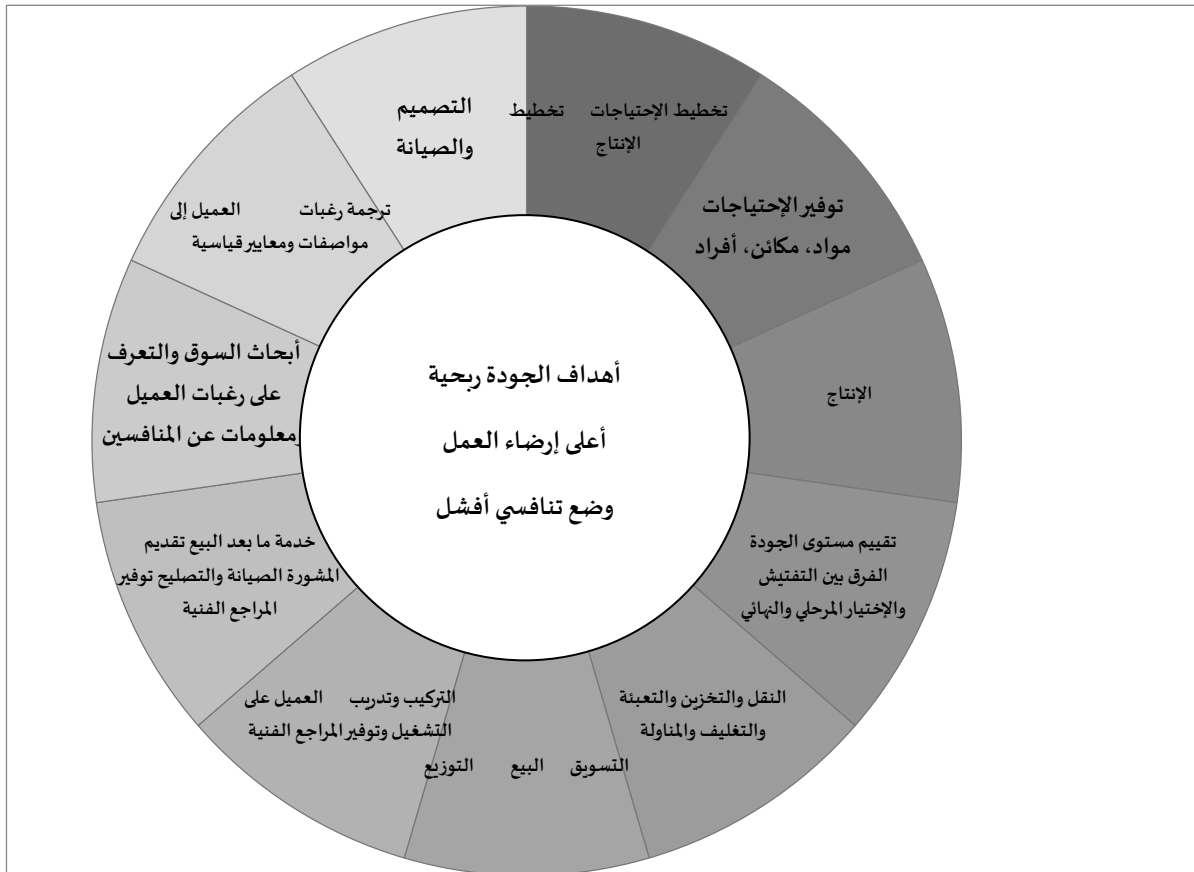 التصميم
والصيانة
تخطيط الإحتياجات تخطيط
الإنتاج
توفير الإحتياجات
مواد، مكائن، أفراد
الإنتاج
تقييم مستوى الجودة
الفرق بين التفتيش
والإختيار المرحلي والنهائي
النقل والتخزين والتعبئة
والتغليف والمناولة
التسويق البيع التوزيع
التركيب وتدريب العميل على
التشغيل وتوفير المراجع الفنية
خدمة ما بعد البيع تقديم
المشورة الصيانة والتصليح توفير
المراجع الفنية
أبحاث السوق والتعرف
على رغبات العميل
ومعلومات عن المنافسين
ترجمة رغبات العميل إلى
مواصفات ومعايير قياسية
أهداف الجودة ربحية
أعلى إرضاء العمل
وضع تنافسي أفشل